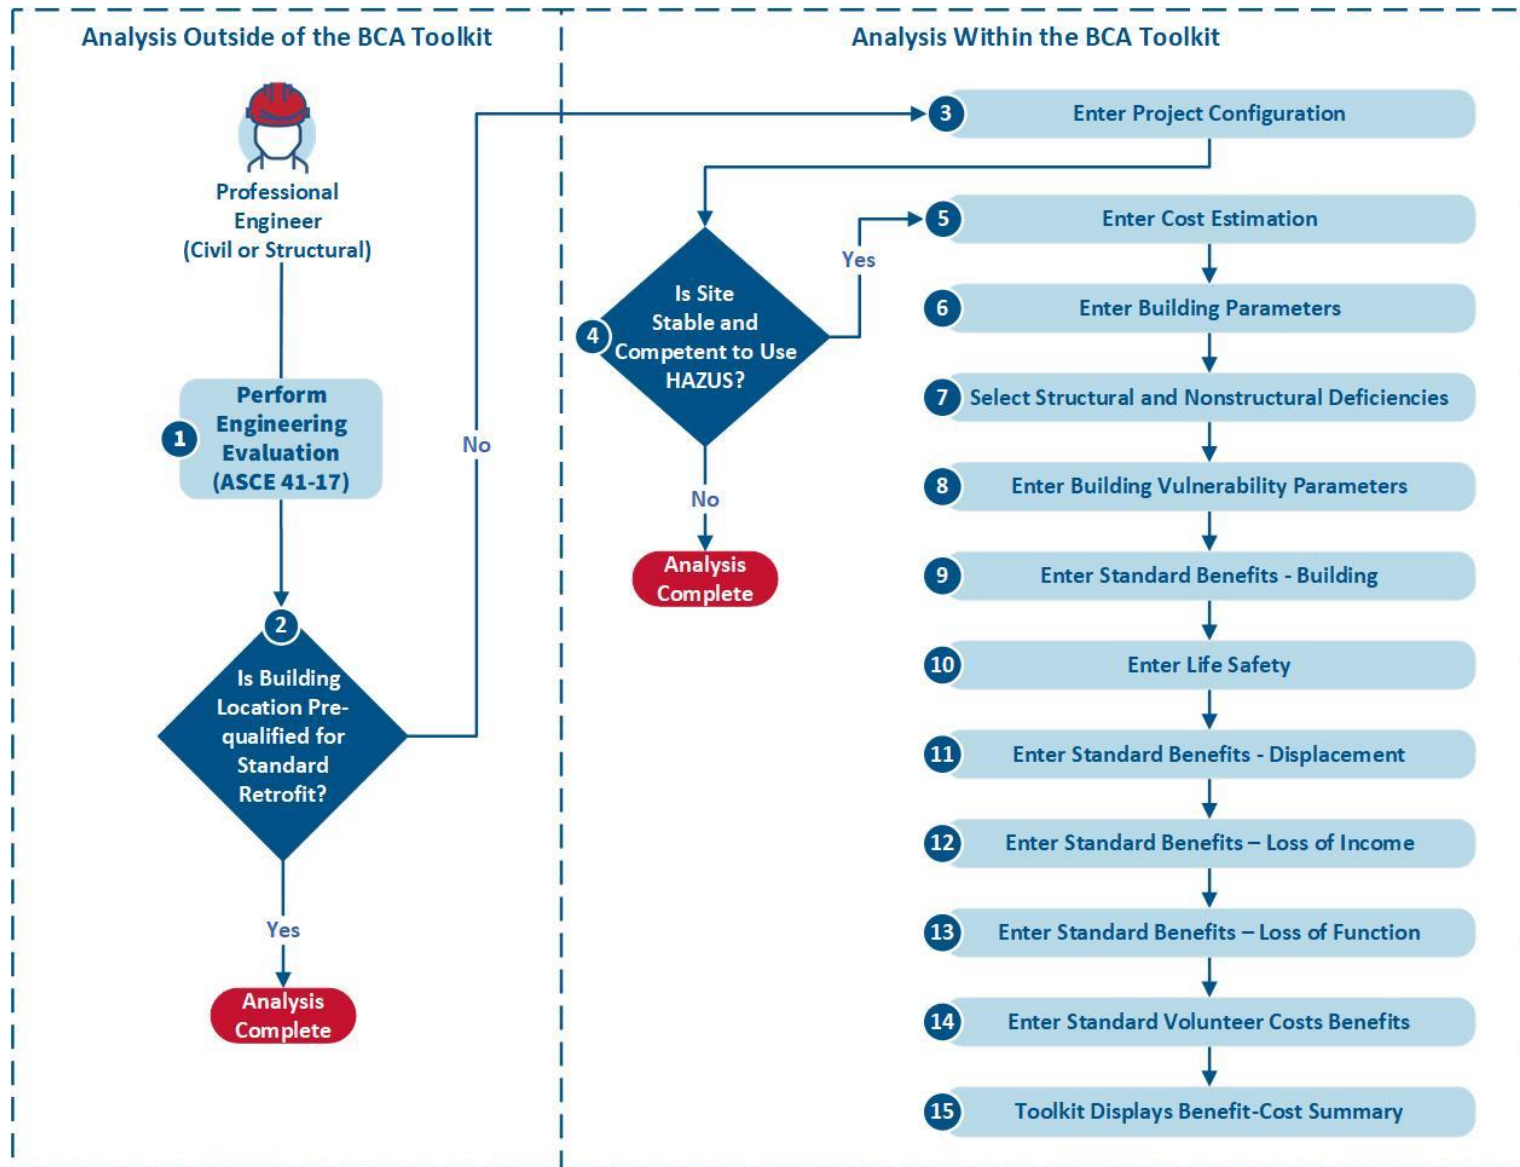 Analysis Outside of the BCA Toolkit
Professional
Engineer
(Civil or Structural)
1
Perform
Engineering
Evaluation
(ASCE 41-17)
2
Is Building
Location Pre-
qualified for
Standard
Retrofit?
No
Yes
Analysis
Complete
Analysis Within the BCA Toolkit
3 Enter Project Configuration
4
Is Site
Stable and
Competent to Use
HAZUS?
Yes
No
Analysis
Complete
5 Enter Cost Estimation
6 Enter Building Parameters
7 Select Structural and Nonstructural Deficiencies
8 Enter Building Vulnerability Parameters
9 Enter Standard Benefits - Building
10 Enter Life Safety
11 Enter Standard Benefits - Displacement
12 Enter Standard Benefits – Loss of Income
13 Enter Standard Benefits – Loss of Function
14 Enter Standard Volunteer Costs Benefits
15 Toolkit Displays Benefit-Cost Summary